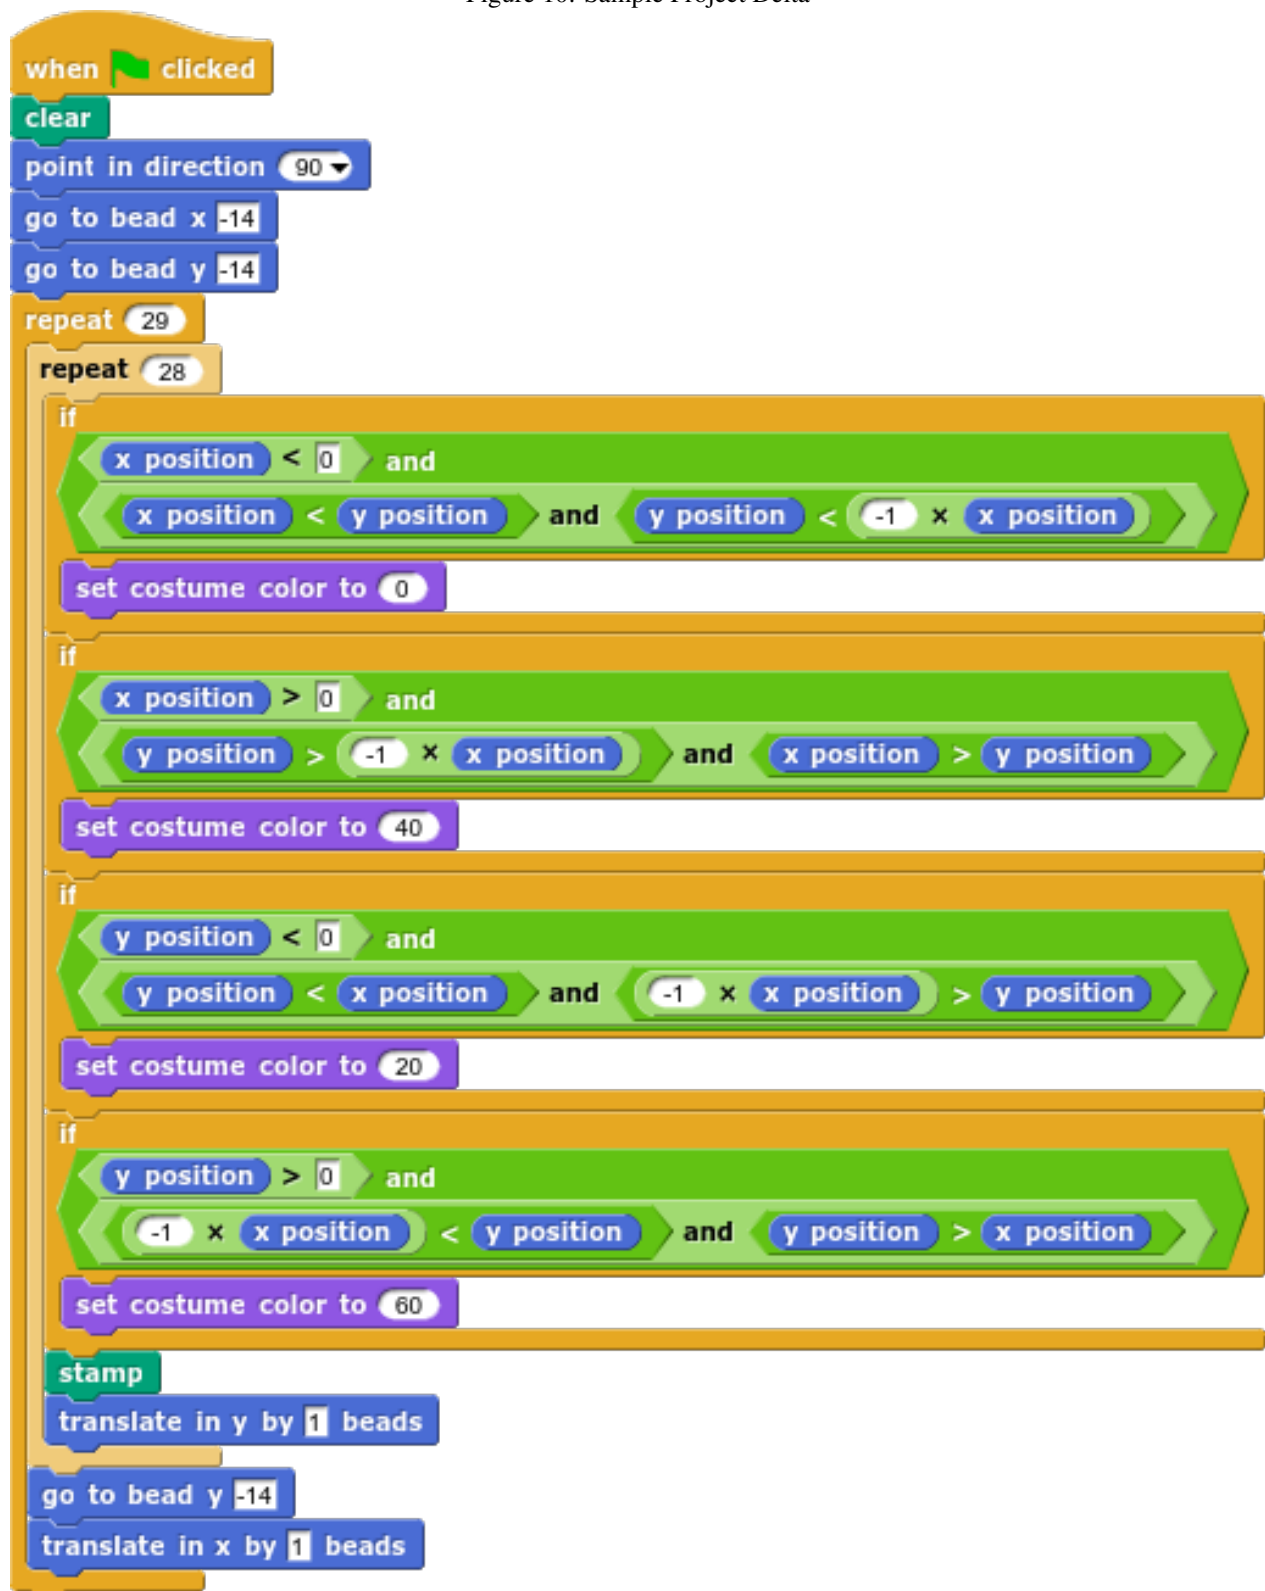 when clicked
clear
point in direction 90
go to bead x -14
go to bead y -14
repeat 29
repeat 28
if
x position < 0 and
x position < y position and y position < -1 × x position
set costume color to 0
if
x position > 0 and
y position > -1 × x position and x position > y position
set costume color to 40
if
y position < 0 and
y position < x position and -1 × x position > y position
set costume color to 20
if
y position > 0 and
-1 × x position < y position and y position > x position
set costume color to 60
stamp
translate in y by 1 beads
go to bead y -14
translate in x by 1 beads